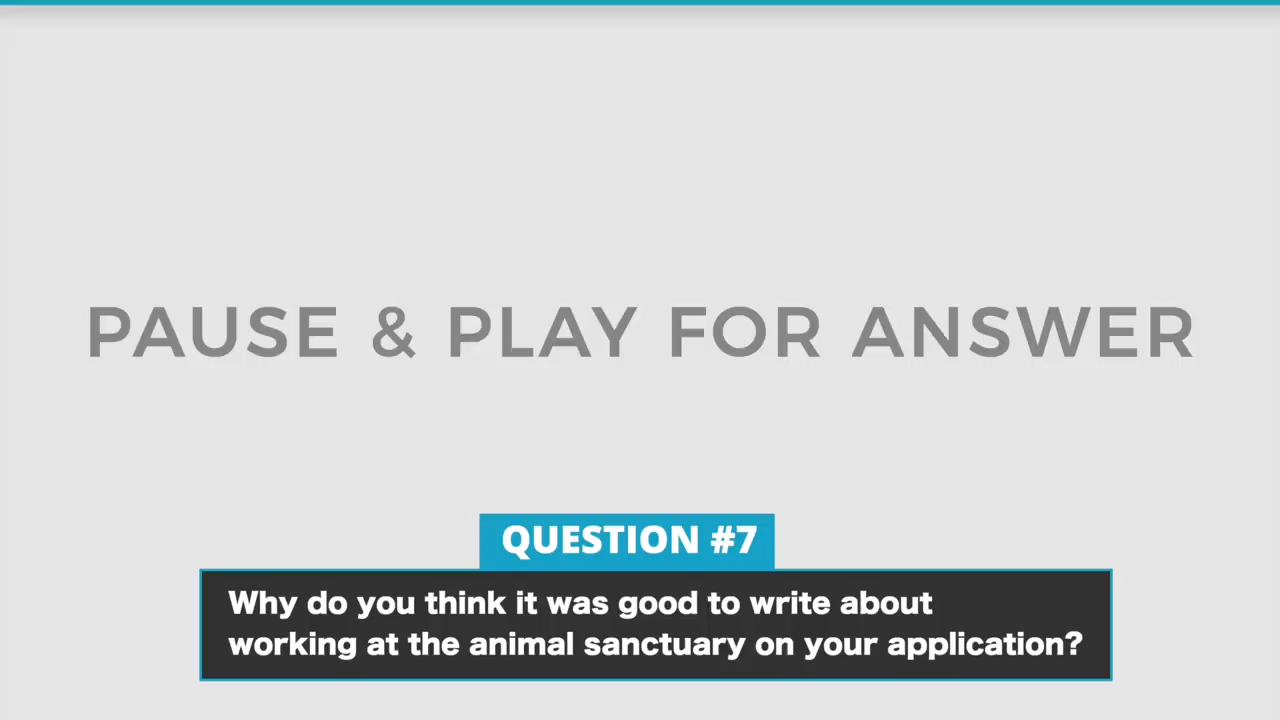 PAUSE & PLAY FOR ANSWER
QUESTION #7
Why do you think it was good to write about
working at the animal sanctuary on your application?